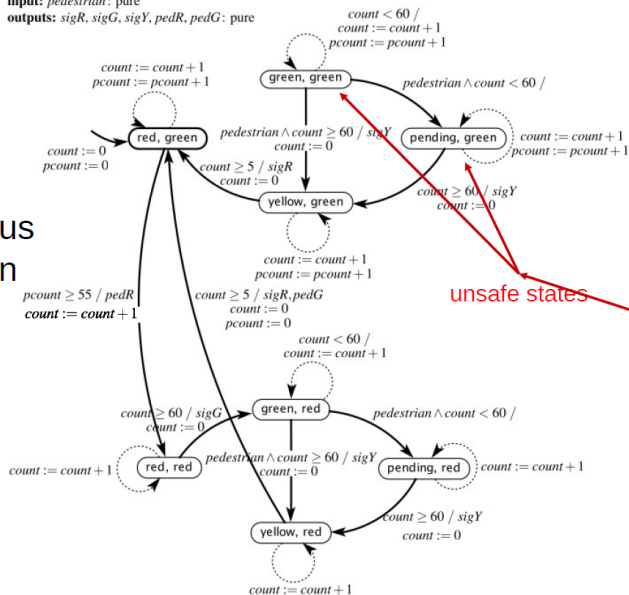 input: pedestrian: pure
outputs: sigR, sigG, sigY, pedR, pedG: pure
count < 60 /
count := count + 1
pcount := pcount + 1
count := count + 1
pcount := pcount + 1
green, green
pedestrian ∧ count < 60 /
red, green
pedestrian ∧ count ≥ 60 / sigY
count := 0
pending, green
count := count + 1
pcount := pcount + 1
count := 0
pcount := 0
count ≥ 5 / sigR
count := 0
yellow, green
count ≥ 60 / sigY
count := 0
us
n
count := count + 1
pcount := pcount + 1
pcount ≥ 55 / pedR
count := count + 1
count ≥ 5 / sigR, pedG
count := 0
pcount := 0
unsafe states
count < 60 /
count := count + 1
green, red
count ≥ 60 / sigG
count := 0
pedestrian ∧ count < 60 /
count := count + 1
red, red
pedestrian ∧ count ≥ 60 / sigY
count := 0
pending, red
count := count + 1
yellow, red
count ≥ 60 / sigY
count := 0
count := count + 1